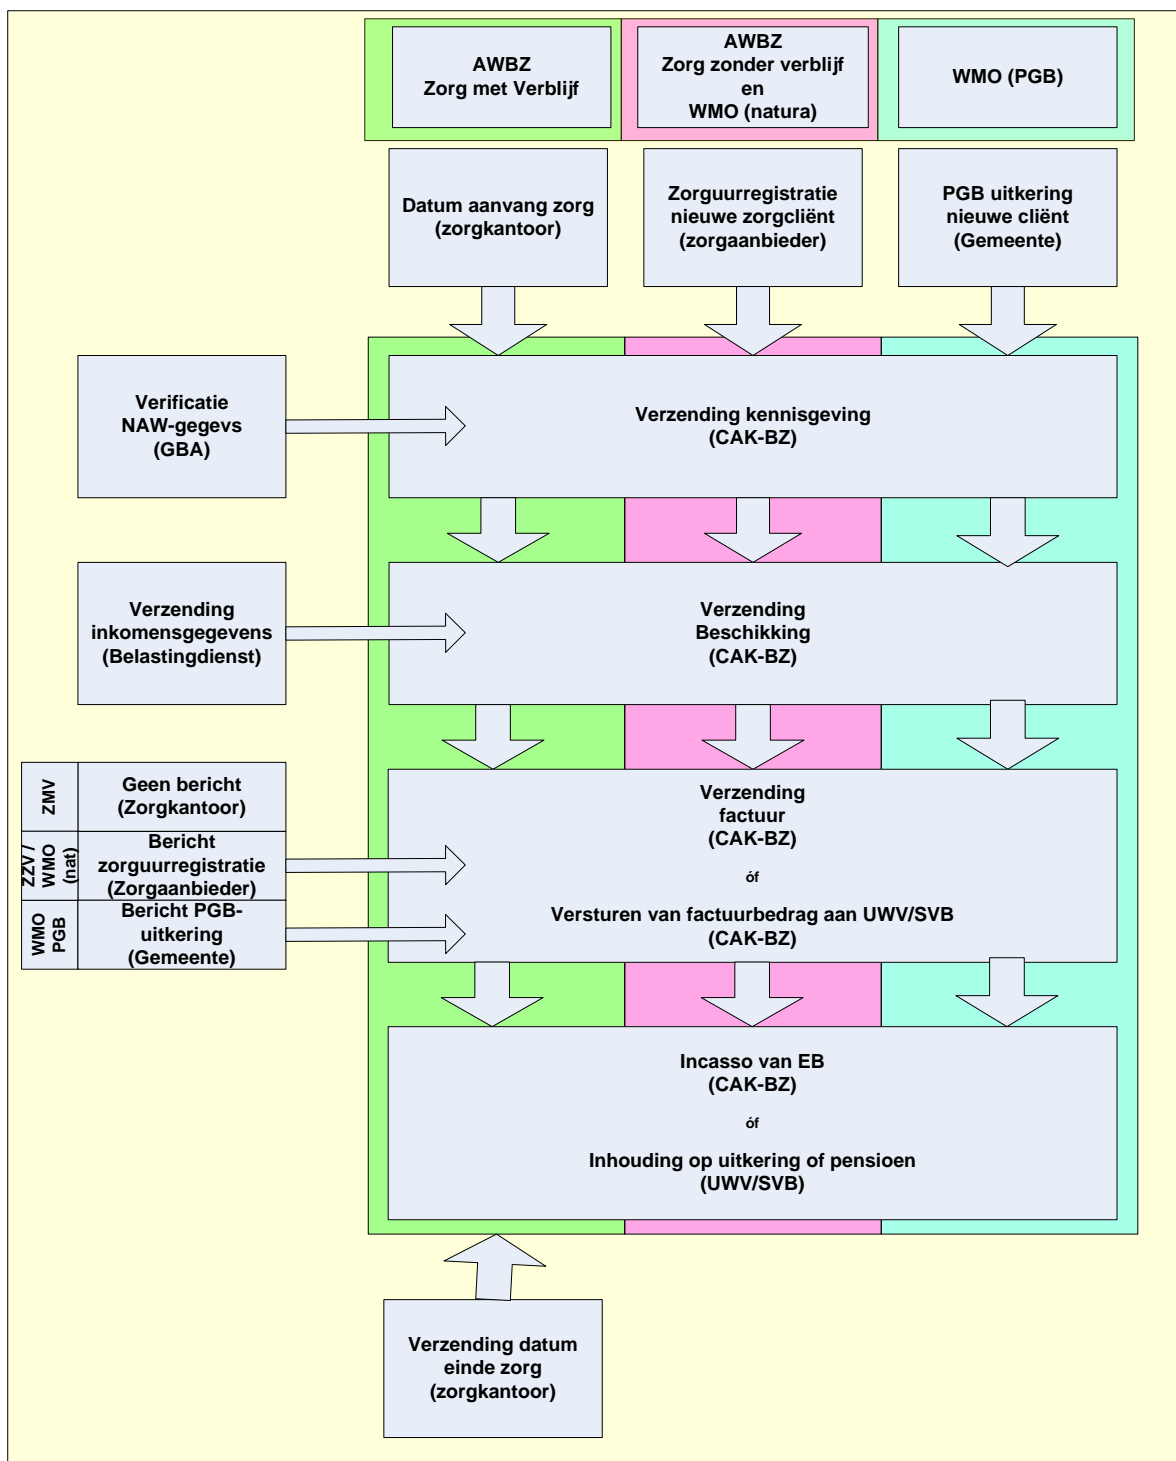 AWBZ
Zorg met Verblijf
AWBZ
Zorg zonder verblijf
en
WMO (natura)
WMO (PGB)
Datum aanvang zorg
(zorgkantoor)
Zorguurregistratie
nieuwe zorgcliënt
(zorgaanbieder)
PGB uitkering
nieuwe cliënt
(Gemeente)
Verificatie
NAW-gegevs
(GBA)
Verzending kennisgeving
(CAK-BZ)
Verzending
inkomensgegevens
(Belastingdienst)
Verzending
Beschikking
(CAK-BZ)
ZMV
Geen bericht
(Zorgkantoor)
ZZV /
WMO
(nat)
Bericht
zorguurregistratie
(Zorgaanbieder)
WMO
PGB
Bericht PGB-
uitkering
(Gemeente)
Verzending
factuur
(CAK-BZ)
óf
Versturen van factuurbedrag aan UWV/SVB
(CAK-BZ)
Incasso van EB
(CAK-BZ)
óf
Inhouding op uitkering of pensioen
(UWV/SVB)
Verzending datum
einde zorg
(zorgkantoor)